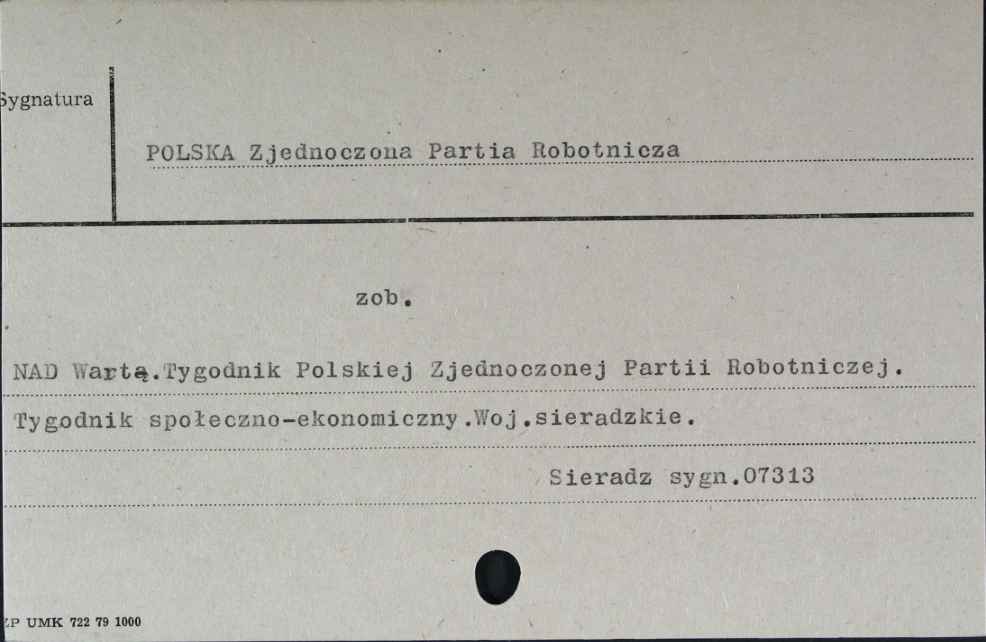 Sygnatura
POLSKA Zjednoczona Partia Robotnicza
zob.
NAD Wartą.Tygodnik Polskiej Zjednoczonej Partii Robotniczej.
Tygodnik społeczno-ekonomiczny.Woj.sieradzkie.
Sieradz sygn.07313
ZP UMK 722 79 1000